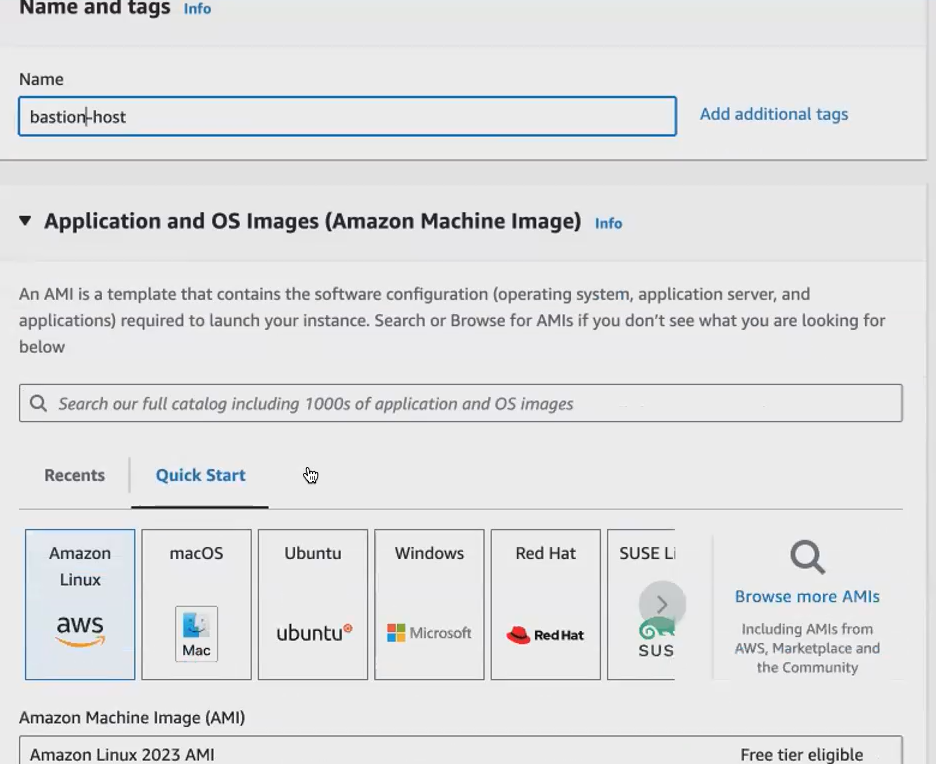 Name and tags Info
Name
bastion-host
Add additional tags
Application and OS Images (Amazon Machine Image) Info
An AMI is a template that contains the software configuration (operating system, application server, and
applications) required to launch your instance. Search or Browse for AMIs if you don't see what you are looking for
below
Search our full catalog including 1000s of application and OS images
Recents
Quick Start
Amazon
Linux
aws
macOS
Mac
Ubuntu
ubuntu
Windows
Microsoft
Red Hat
Red Hat
SUSE Li
SUS
Browse more AMIs
Including AMIs from
AWS, Marketplace and
the Community
Amazon Machine Image (AMI)
Amazon Linux 2023 AMI
Free tier eligible